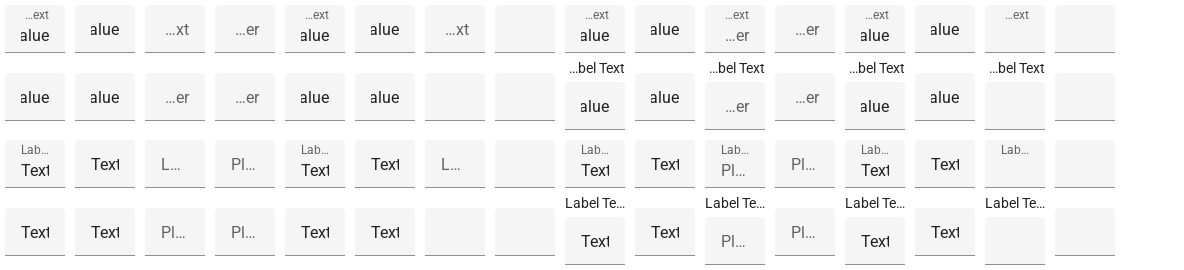 …ext …ext …ext …ext …ext …ext
alue alue …xt …er alue alue …xt alue alue …er …er alue alue
…bel Text …bel Text …bel Text …bel Text
alue alue …er …er alue alue alue alue …er …er alue alue
Lab… Lab… Lab… Lab… Lab… Lab…
Text Text L… Pl… Text Text L… Text Text Pl… Pl… Text Text
Label Te… Label Te… Label Te… Label Te…
Text Text Pl… Pl… Text Text Text Text Pl… Pl… Text Text